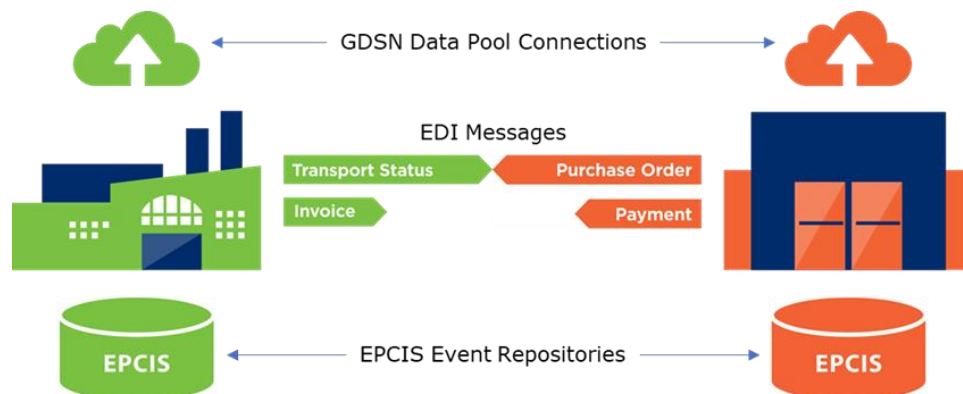 GDSN Data Pool Connections
EDI Messages
Transport Status
Purchase Order
Invoice
Payment
EPCIS
EPCIS Event Repositories
EPCIS